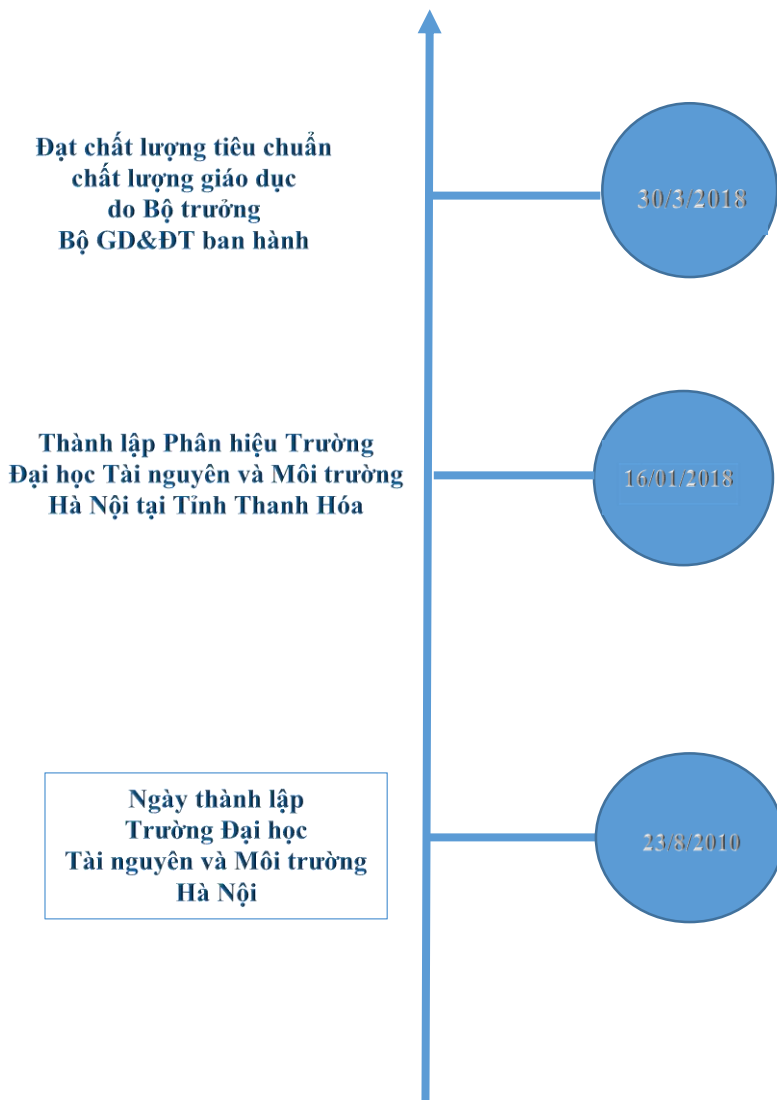 Đạt chất lượng tiêu chuẩn
chất lượng giáo dục
do Bộ trưởng
Bộ GD&ĐT ban hành
30/3/2018
Thành lập Phân hiệu Trường
Đại học Tài nguyên và Môi trường
Hà Nội tại Tỉnh Thanh Hóa
16/01/2018
Ngày thành lập
Trường Đại học
Tài nguyên và Môi trường
Hà Nội
23/8/2010